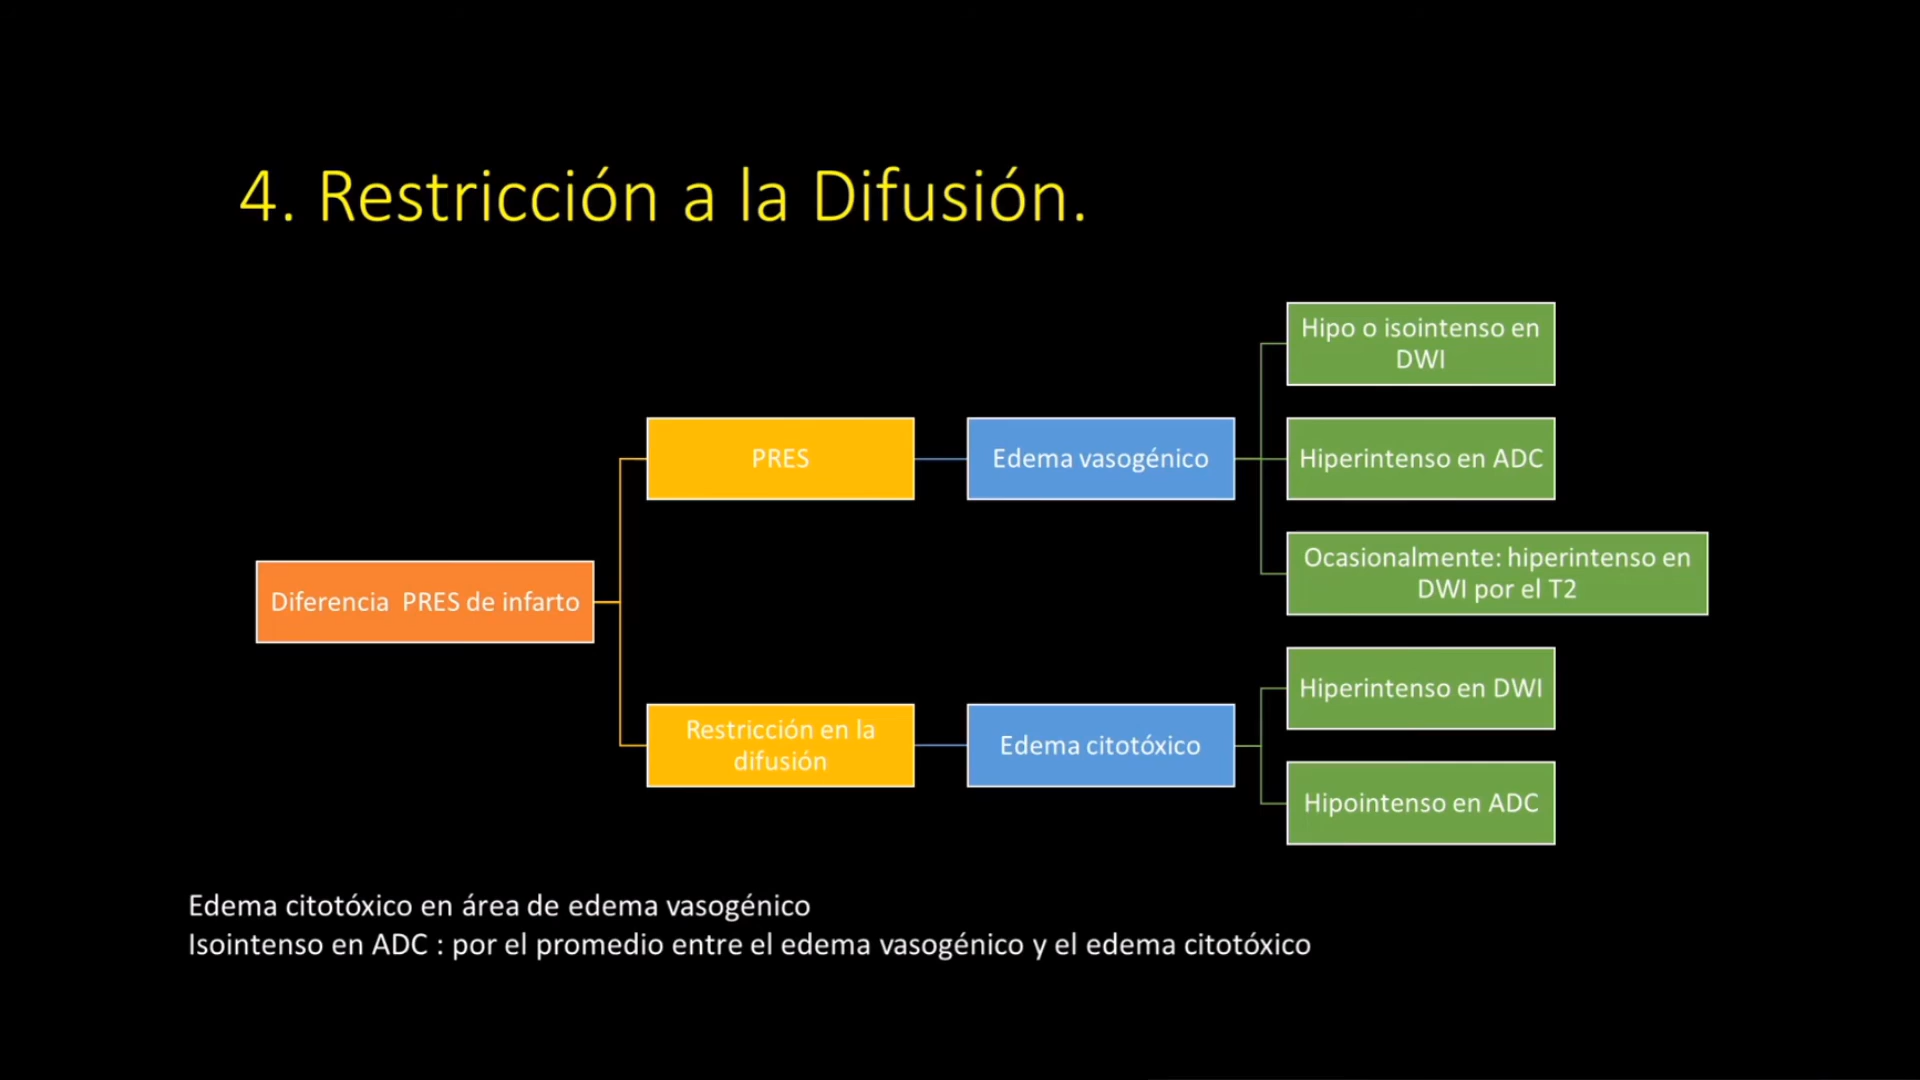 4. Restricción a la Difusión.
Diferencia PRES de infarto
PRES
Edema vasogénico
Hipo o isointenso en
DWI
Hiperintenso en ADC
Ocasionalmente: hiperintenso en
DWI por el T2
Restricción en la
difusión
Edema citotóxico
Hiperintenso en DWI
Hipointenso en ADC
Edema citotóxico en área de edema vasogénico
Isointenso en ADC : por el promedio entre el edema vasogénico y el edema citotóxico